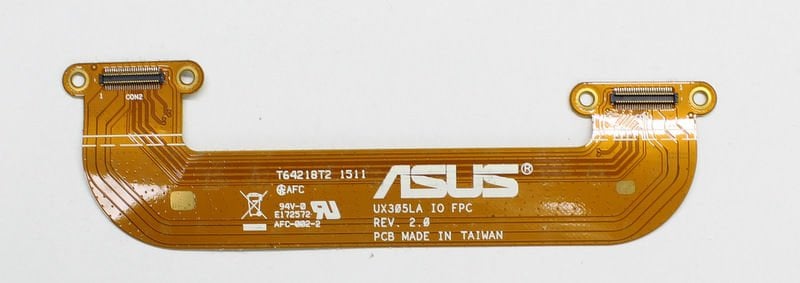 1
CON2
1
T64218T2 1511
AFC
94V-0
E172572
AFC-002-2
ASUS®
UX305LA IO FPC
REV. 2.0
PCB MADE IN TAIWAN